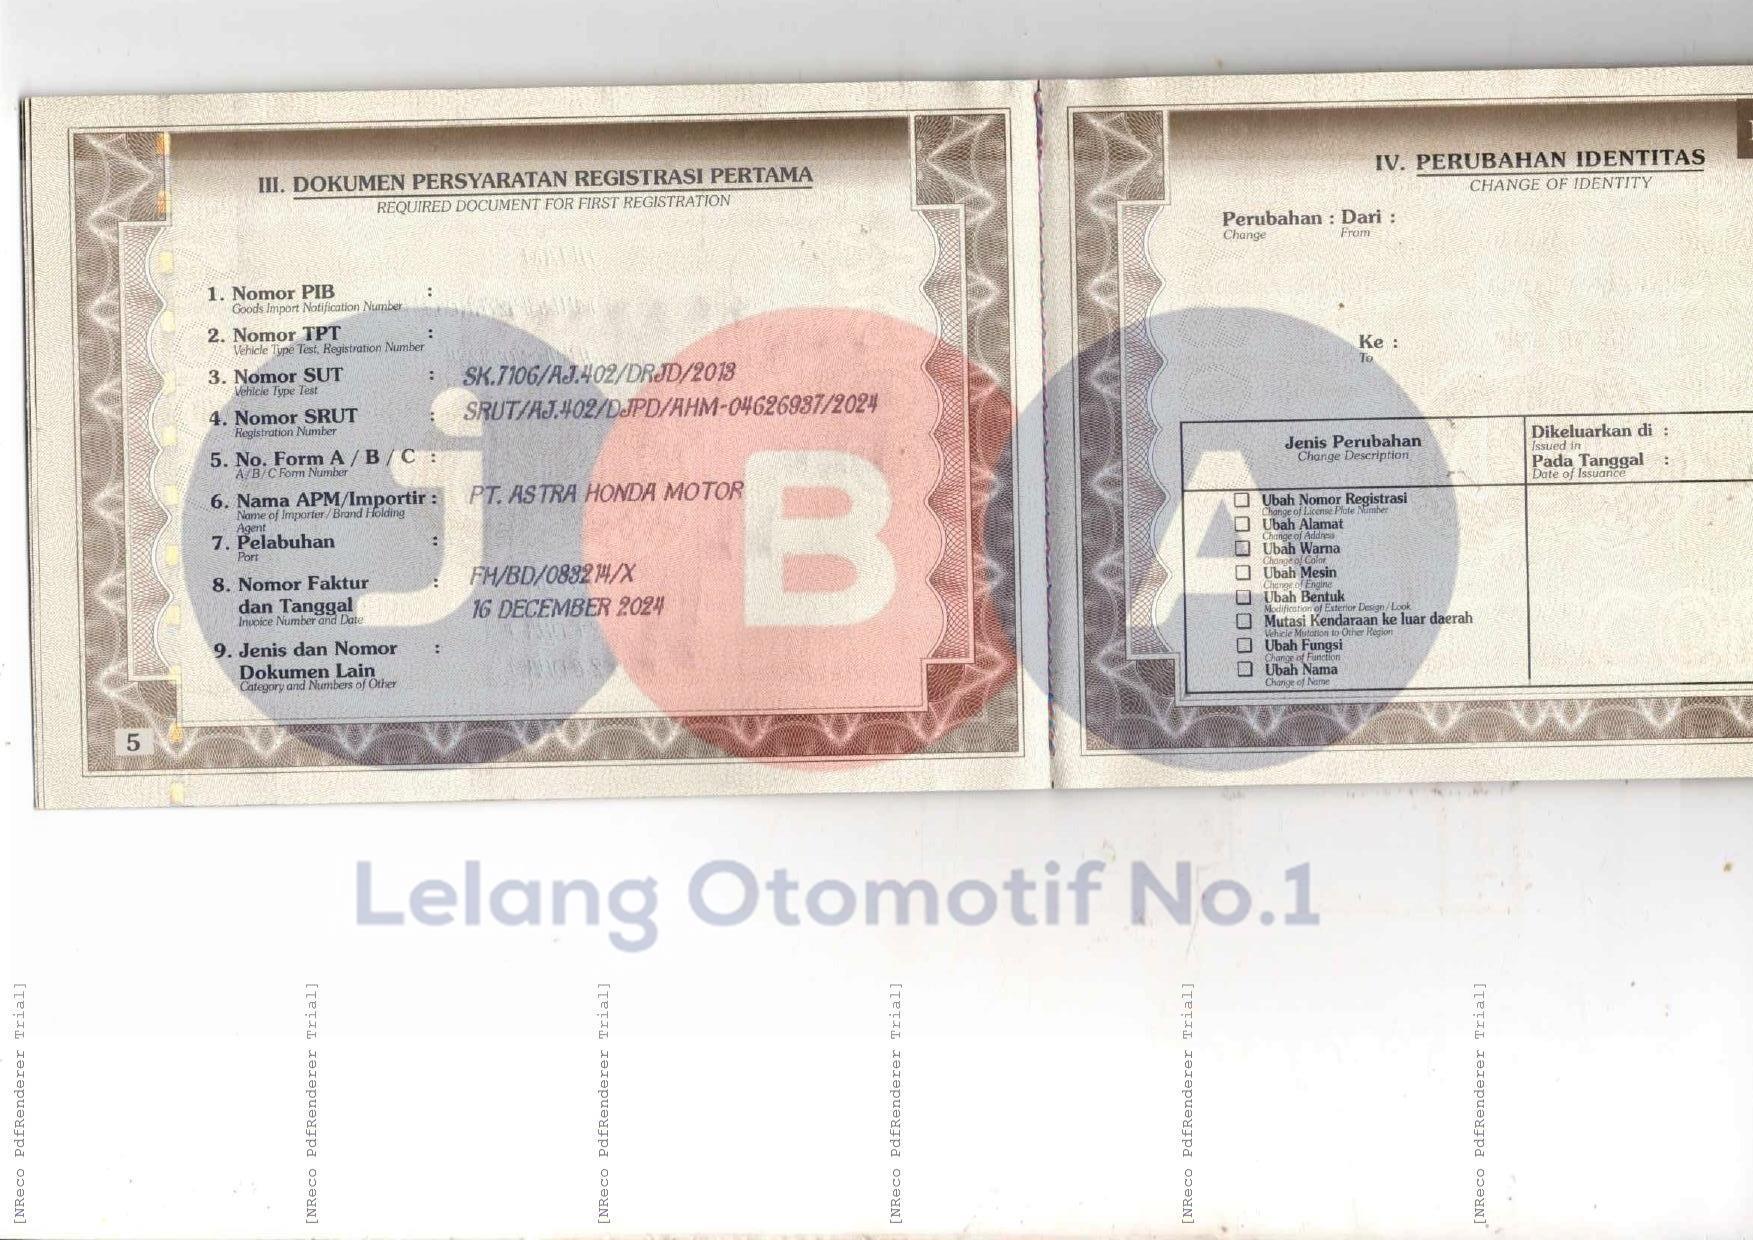 III. DOKUMEN PERSYARATAN REGISTRASI PERTAMA
REQUIRED DOCUMENT FOR FIRST REGISTRATION
1. Nomor PIB :
Goods Import Notification Number
2. Nomor TPT :
Vehicle Type Test, Registration Number
3. Nomor SUT : SK.7106/AJ.402/DRJD/2013
Vehicle Type Test
4. Nomor SRUT : SRUT/AJ.402/DJPD/AHM-04626937/2024
Registration Number
5. No. Form A / B / C :
A/B/C Form Number
6. Nama APM/Importir : PT. ASTRA HONDA MOTOR
Name of Importer/Brand Holding
Agent
7. Pelabuhan :
Port
8. Nomor Faktur : FH/BD/088214/X
dan Tanggal 16 DECEMBER 2024
Invoice Number and Date
9. Jenis dan Nomor :
Dokumen Lain
Category and Numbers of Other
5
IV. PERUBAHAN IDENTITAS
CHANGE OF IDENTITY
Perubahan : Dari :
Change From
Ke :
To
Jenis Perubahan
Change Description
Dikeluarkan di :
Issued in
Pada Tanggal :
Date of Issuance
Ubah Nomor Registrasi
Change of License Plate Number
Ubah Alamat
Change of Address
Ubah Warna
Change of Color
Ubah Mesin
Change of Engine
Ubah Bentuk
Modification of Exterior Design / Look
Mutasi Kendaraan ke luar daerah
Vehicle Mutation to Other Region
Ubah Fungsi
Change of Function
Ubah Nama
Change of Name
j B A
Lelang Otomotif No.1
[NReco PdfRenderer Trial]
[NReco PdfRenderer Trial]
[NReco PdfRenderer Trial]
[NReco PdfRenderer Trial]
[NReco PdfRenderer Trial]
[NReco PdfRenderer Trial]